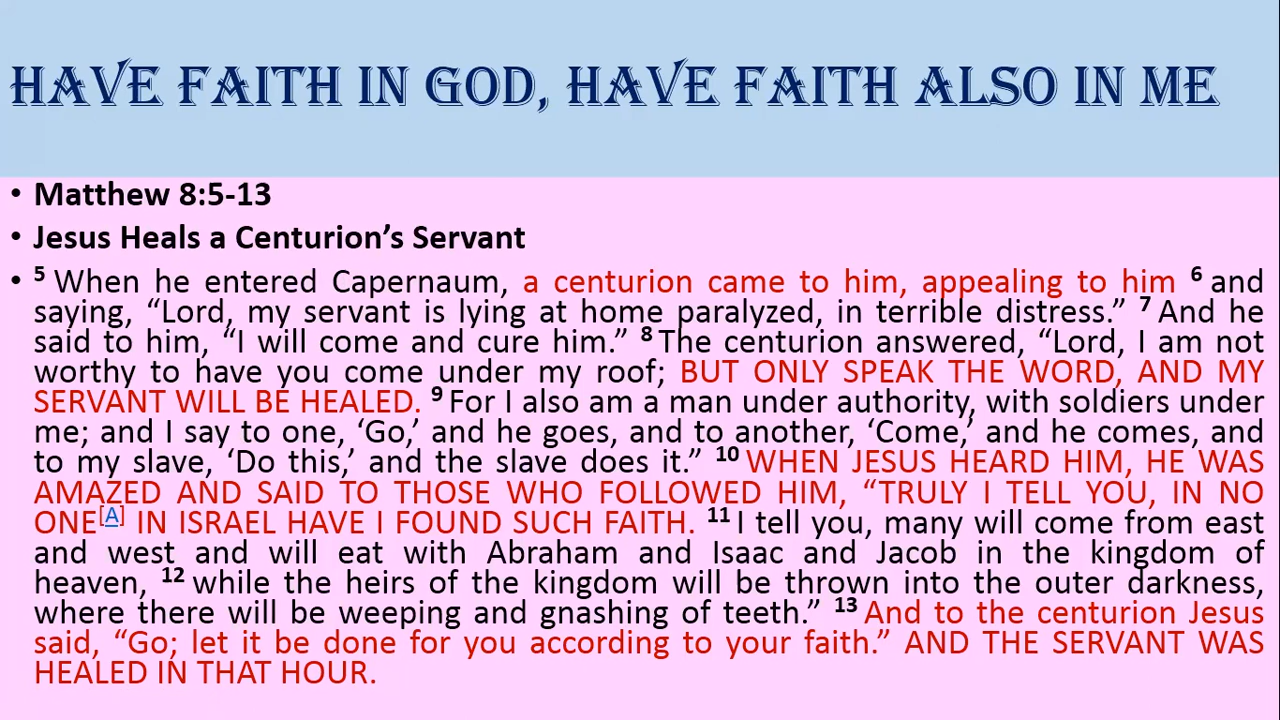 HAVE FAITH IN GOD, HAVE FAITH ALSO IN ME
• Matthew 8:5-13
• Jesus Heals a Centurion’s Servant
• 5 When he entered Capernaum, a centurion came to him, appealing to him 6 and
saying, “Lord, my servant is lying at home paralyzed, in terrible distress.” 7 And he
said to him, “I will come and cure him.” 8 The centurion answered, “Lord, I am not
worthy to have you come under my roof; BUT ONLY SPEAK THE WORD, AND MY
SERVANT WILL BE HEALED. 9 For I also am a man under authority, with soldiers under
me; and I say to one, ‘Go,’ and he goes, and to another, ‘Come,’ and he comes, and
to my slave, ‘Do this,’ and the slave does it.” 10 WHEN JESUS HEARD HIM, HE WAS
AMAZED AND SAID TO THOSE WHO FOLLOWED HIM, “TRULY I TELL YOU, IN NO
ONE[A] IN ISRAEL HAVE I FOUND SUCH FAITH. 11 I tell you, many will come from east
and west and will eat with Abraham and Isaac and Jacob in the kingdom of
heaven, 12 while the heirs of the kingdom will be thrown into the outer darkness,
where there will be weeping and gnashing of teeth.” 13 And to the centurion Jesus
said, “Go; let it be done for you according to your faith.” AND THE SERVANT WAS
HEALED IN THAT HOUR.